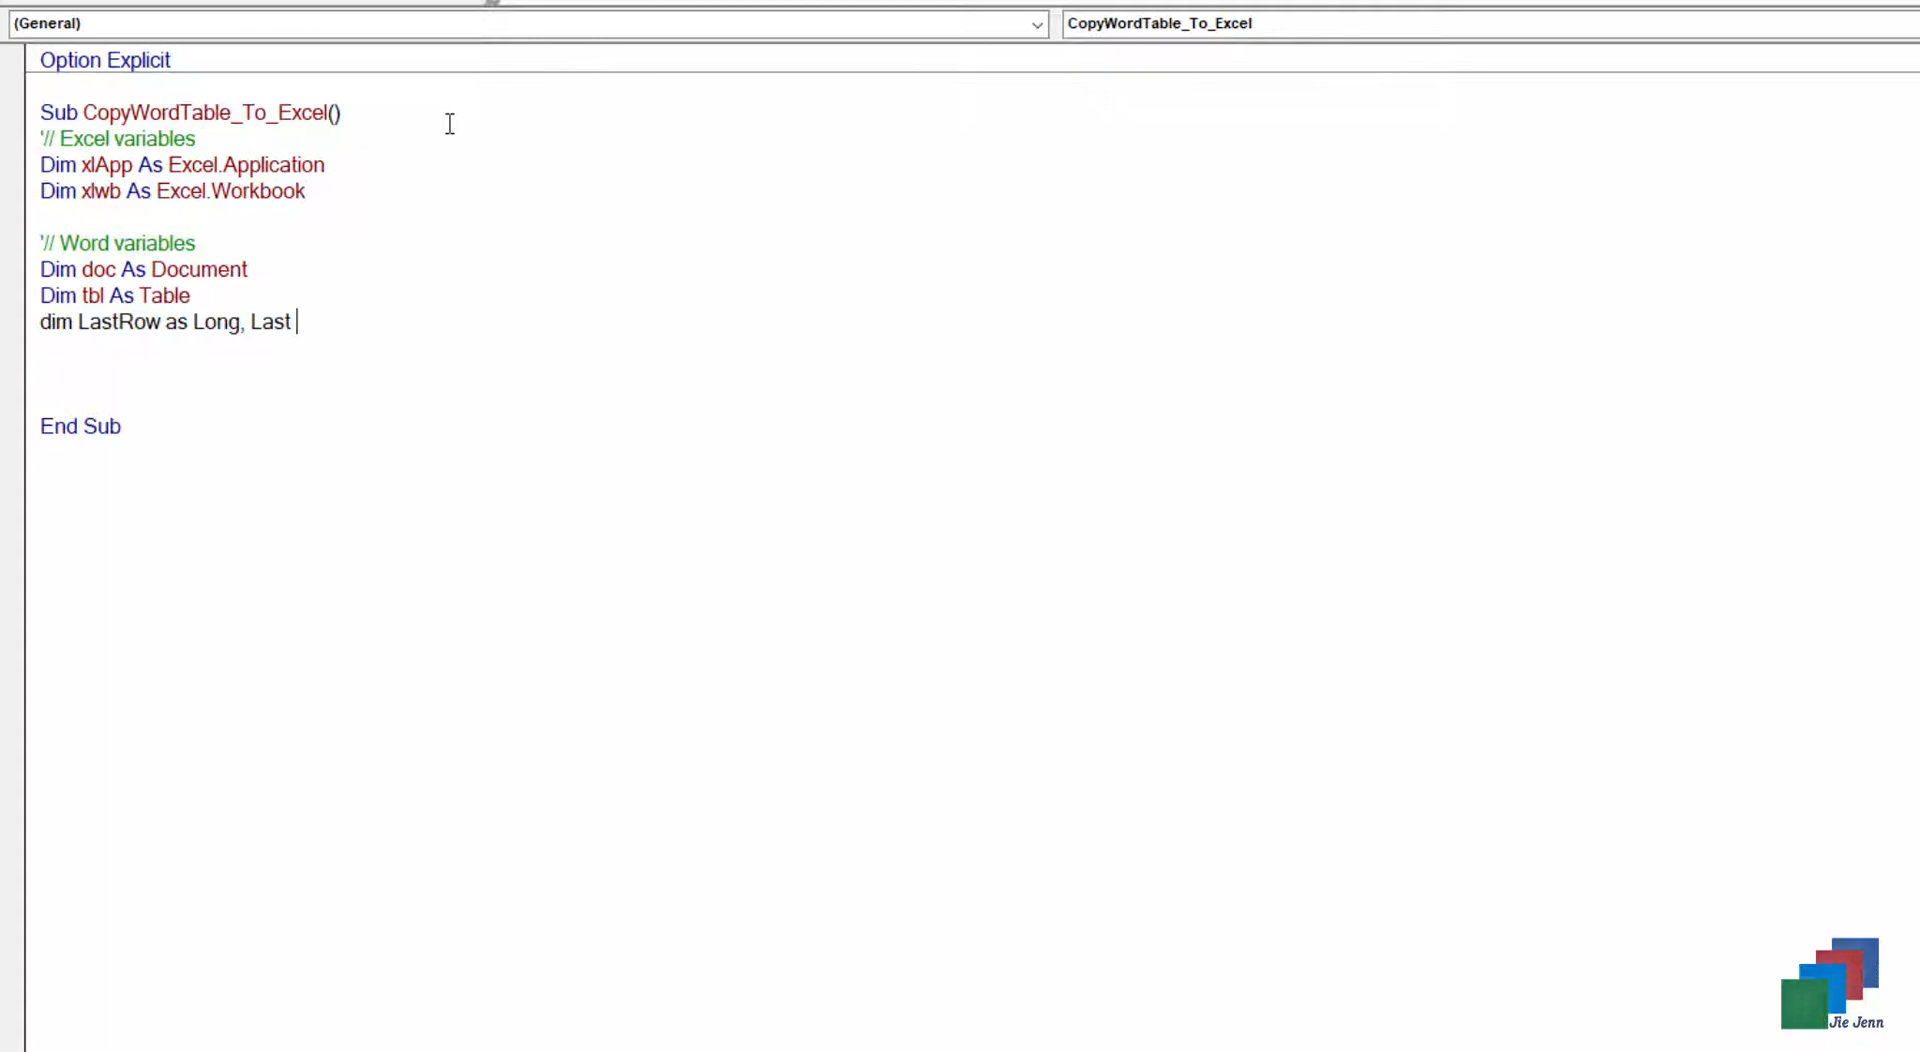 (General)
CopyWordTable_To_Excel
Option Explicit
Sub CopyWordTable_To_Excel()
'// Excel variables
Dim xlApp As Excel.Application
Dim xlwb As Excel.Workbook
'// Word variables
Dim doc As Document
Dim tbl As Table
dim LastRow as Long, Last
End Sub
Jie Jenn